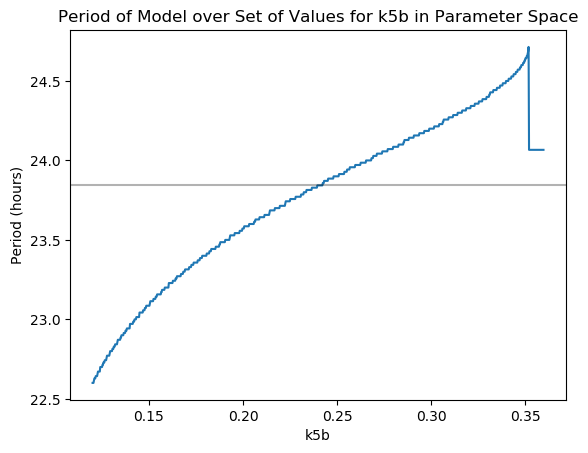 Period of Model over Set of Values for k5b in Parameter Space
Period (hours)
24.5
24.0
23.5
23.0
22.5
0.15 0.20 0.25 0.30 0.35
k5b